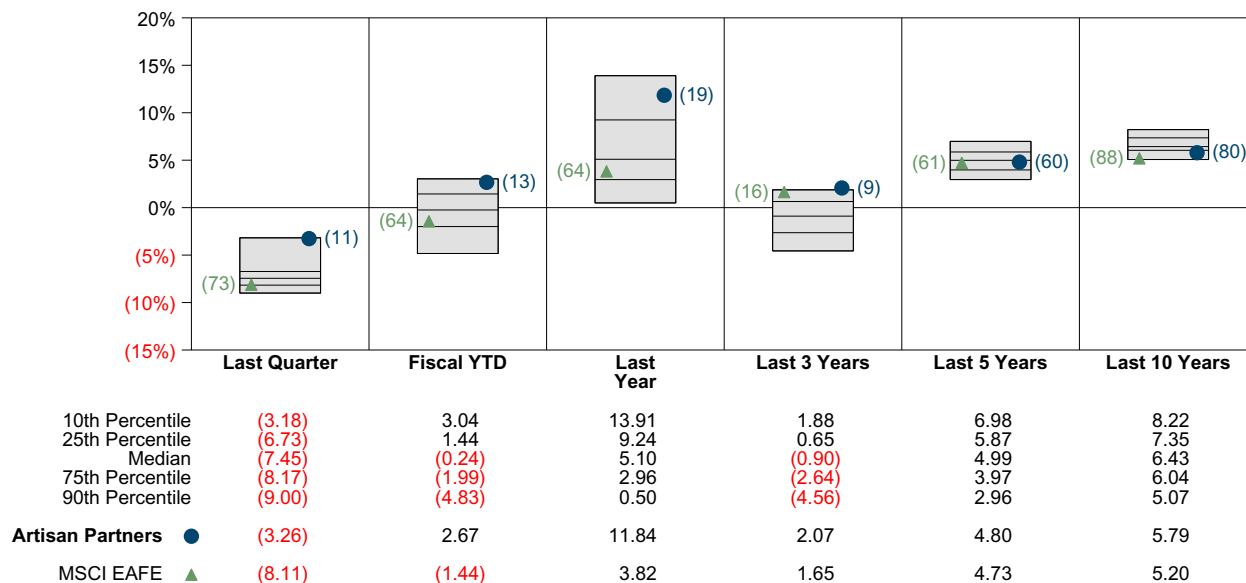 20%
15%
10%
5%
0%
(5%)
(10%)
(15%)
(11)
(73)
(13)
(64)
(19)
(64)
(16)
(9)
(61)
(60)
(88)
(80)
Last Quarter Fiscal YTD Last Year Last 3 Years Last 5 Years Last 10 Years
10th Percentile (3.18) 3.04 13.91 1.88 6.98 8.22
25th Percentile (6.73) 1.44 9.24 0.65 5.87 7.35
Median (7.45) (0.24) 5.10 (0.90) 4.99 6.43
75th Percentile (8.17) (1.99) 2.96 (2.64) 3.97 6.04
90th Percentile (9.00) (4.83) 0.50 (4.56) 2.96 5.07
Artisan Partners (3.26) 2.67 11.84 2.07 4.80 5.79
MSCI EAFE (8.11) (1.44) 3.82 1.65 4.73 5.20